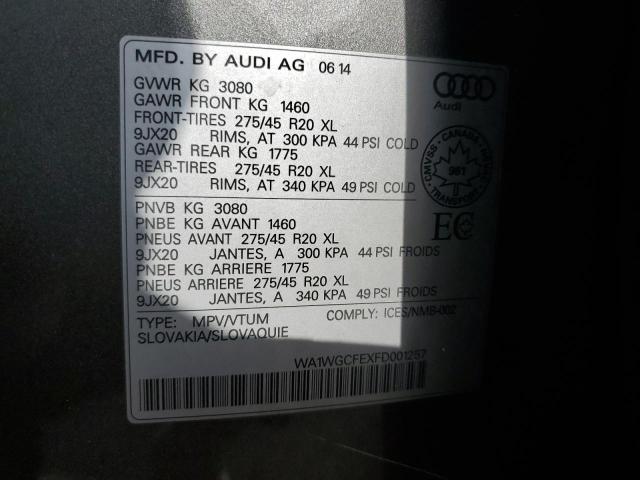 MFD. BY AUDI AG 06 14
GVWR KG 3080
GAWR FRONT KG 1460
FRONT-TIRES 275/45 R20 XL
9JX20 RIMS, AT 300 KPA 44 PSI COLD
GAWR REAR KG 1775
REAR-TIRES 275/45 R20 XL
9JX20 RIMS, AT 340 KPA 49 PSI COLD
Audi
CMVSS - CANADA -
TRANSPORT
981
EC
PNVB KG 3080
PNBE KG AVANT 1460
PNEUS AVANT 275/45 R20 XL
9JX20 JANTES, A 300 KPA 44 PSI FROIDS
PNBE KG ARRIERE 1775
PNEUS ARRIERE 275/45 R20 XL
9JX20 JANTES, A 340 KPA 49 PSI FROIDS
TYPE: MPV/VTUM COMPLY: ICES/NMB-002
SLOVAKIA/SLOVAQUIE
WA1WGCFEXFD001257